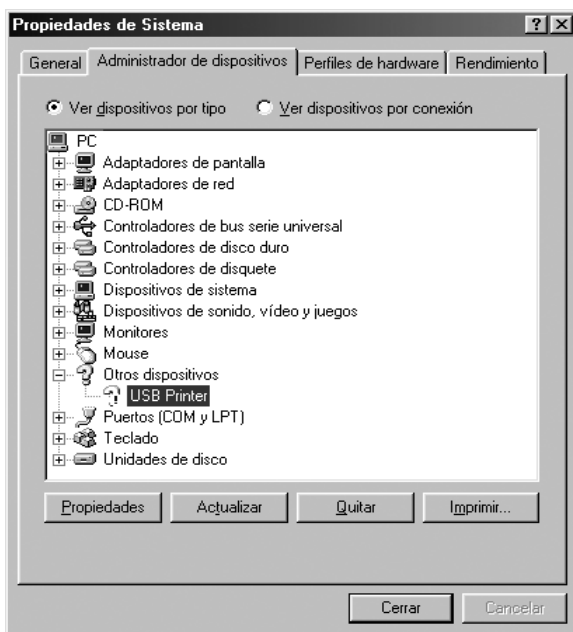 Propiedades de Sistema
General Administrador de dispositivos Perfiles de hardware Rendimiento
Ver dispositivos por tipo Ver dispositivos por conexión
PC
Adaptadores de pantalla
Adaptadores de red
CD-ROM
Controladores de bus serie universal
Controladores de disco duro
Controladores de disquete
Dispositivos de sistema
Dispositivos de sonido, vídeo y juegos
Monitores
Mouse
Otros dispositivos
USB Printer
Puertos (COM y LPT)
Teclado
Unidades de disco
Propiedades Actualizar Quitar Imprimir...
Cerrar Cancelar